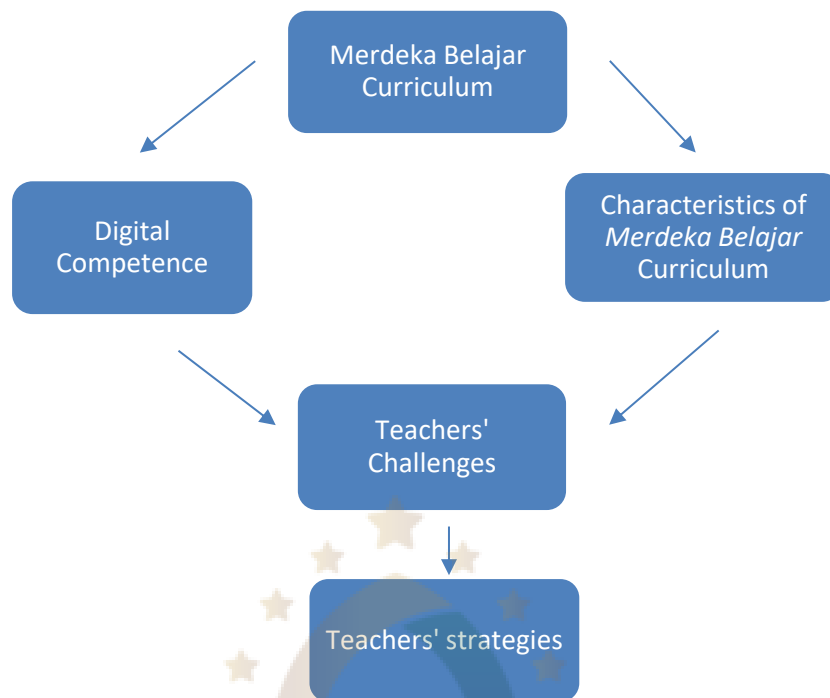 Merdeka Belajar
Curriculum
Digital
Competence
Characteristics of
Merdeka Belajar
Curriculum
Teachers'
Challenges
Teachers' strategies